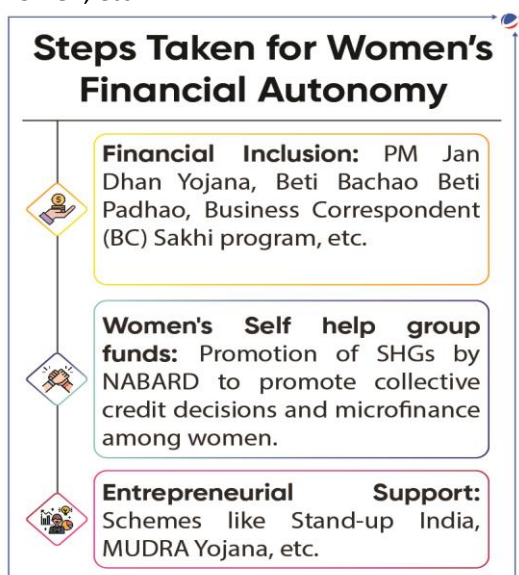 Steps Taken for Women's
Financial Autonomy
Financial Inclusion: PM Jan
Dhan Yojana, Beti Bachao Beti
Padhao, Business Correspondent
(BC) Sakhi program, etc.
Women's Self help group
funds: Promotion of SHGs by
NABARD to promote collective
credit decisions and microfinance
among women.
Entrepreneurial Support:
Schemes like Stand-up India,
MUDRA Yojana, etc.